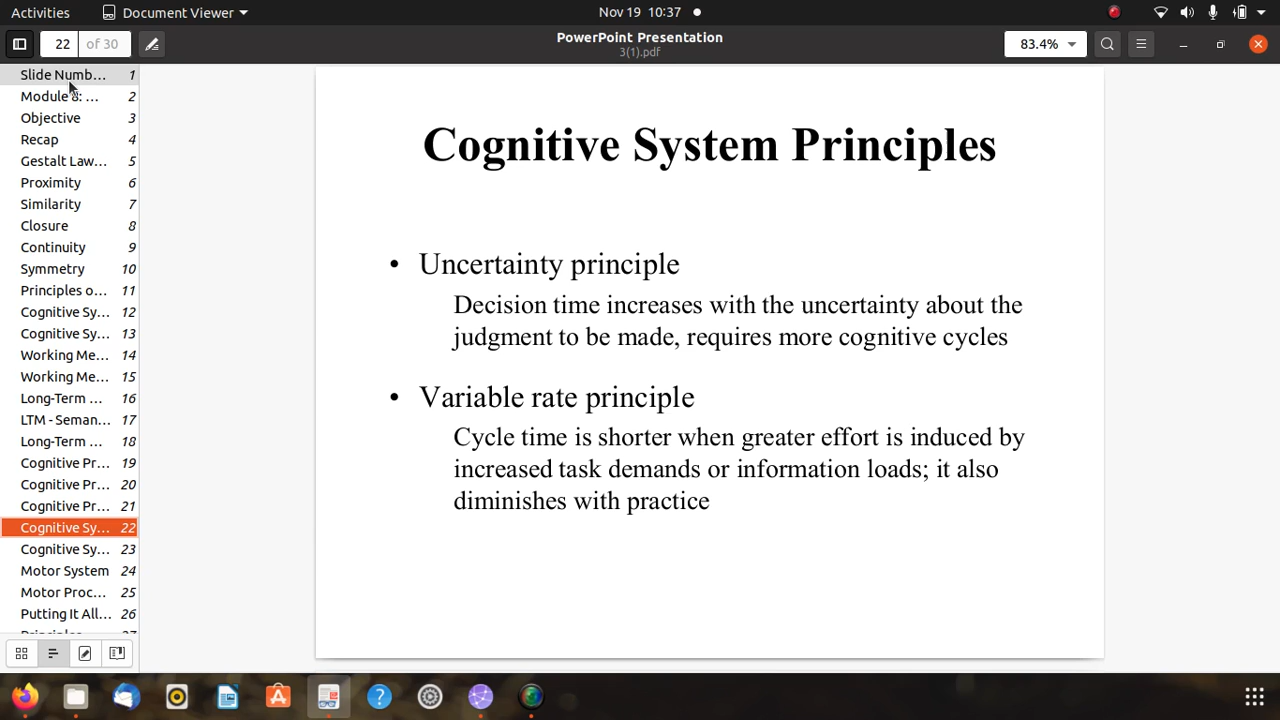 Activities
Document Viewer
Nov 19 10:37
22 of 30
PowerPoint Presentation
3(1).pdf
83.4%
Slide Numb... 1
Module 8: ... 2
Objective 3
Recap 4
Gestalt Law... 5
Proximity 6
Similarity 7
Closure 8
Continuity 9
Symmetry 10
Principles o... 11
Cognitive Sy... 12
Cognitive Sy... 13
Working Me... 14
Working Me... 15
Long-Term ... 16
LTM - Seman... 17
Long-Term ... 18
Cognitive Pr... 19
Cognitive Pr... 20
Cognitive Pr... 21
Cognitive Sy... 22
Cognitive Sy... 23
Motor System 24
Motor Proc... 25
Putting It All... 26
Cognitive System Principles
• Uncertainty principle
Decision time increases with the uncertainty about the
judgment to be made, requires more cognitive cycles
• Variable rate principle
Cycle time is shorter when greater effort is induced by
increased task demands or information loads; it also
diminishes with practice